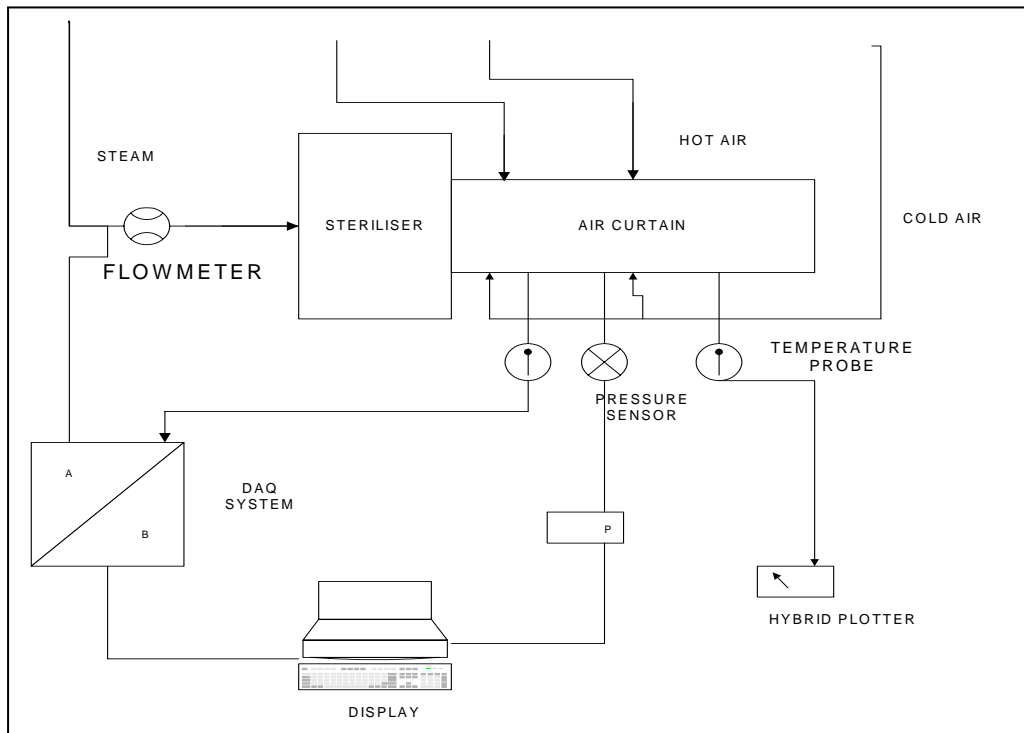 HOT AIR
STEAM
STERILISER
AIR CURTAIN
COLD AIR
FLOWMETER
TEMPERATURE
PROBE
PRESSURE
SENSOR
A
DAQ
SYSTEM
B
P
HYBRID PLOTTER
DISPLAY